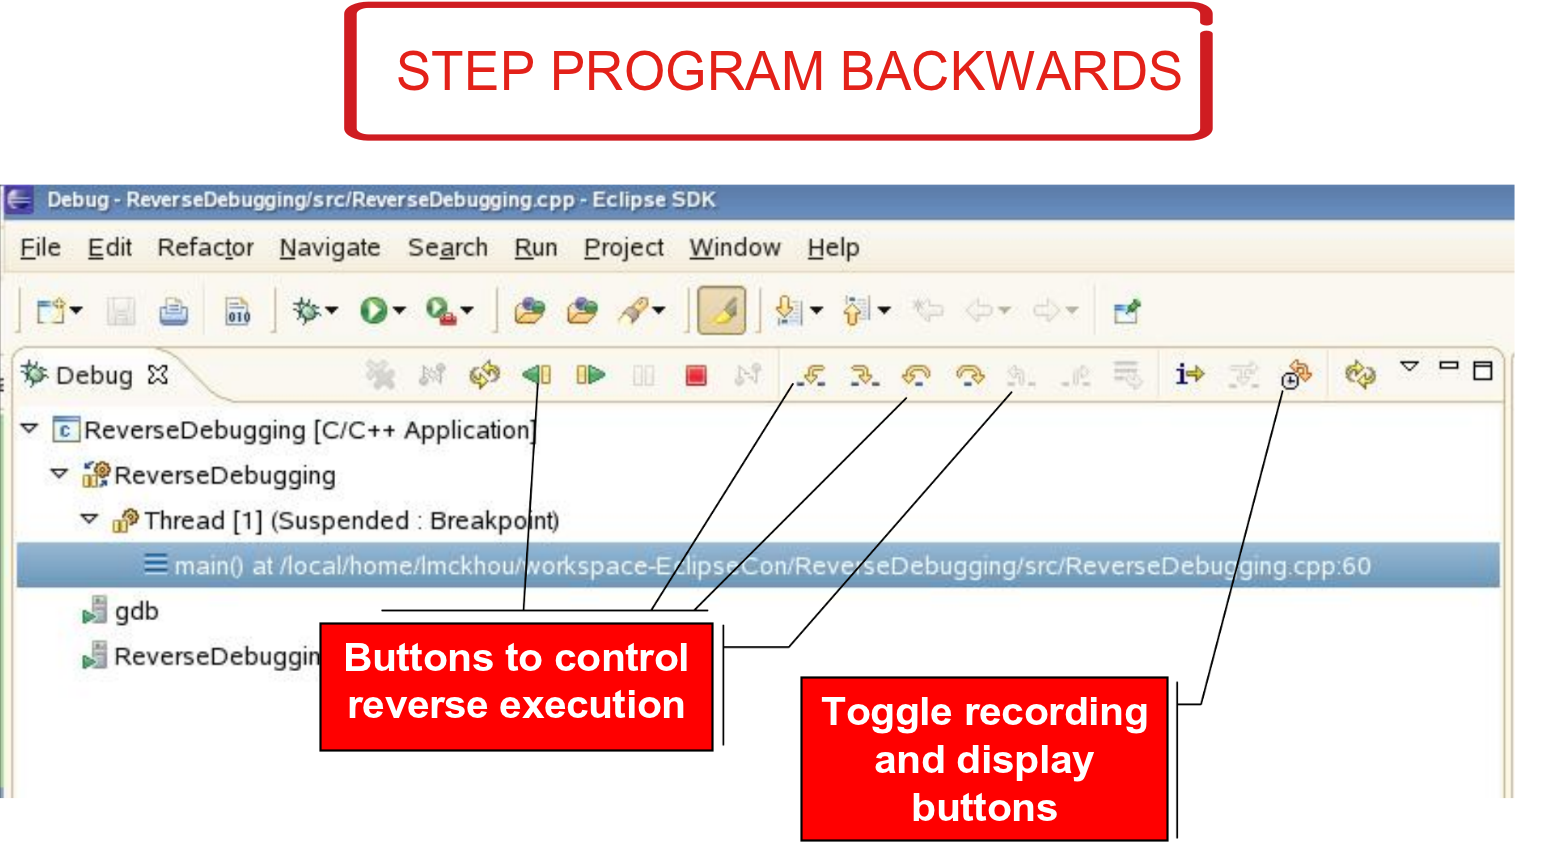 STEP PROGRAM BACKWARDS
Debug - ReverseDebugging/src/ReverseDebugging.cpp - Eclipse SDK
File Edit Refactor Navigate Search Run Project Window Help
010
Debug
i
c ReverseDebugging [C/C++ Application]
ReverseDebugging
Thread [1] (Suspended : Breakpoint)
main() at /local/home/lmckhou/workspace-EclipseCon/ReverseDebugging/src/ReverseDebugging.cpp:60
gdb
ReverseDebuggin
Buttons to control
reverse execution
Toggle recording
and display
buttons